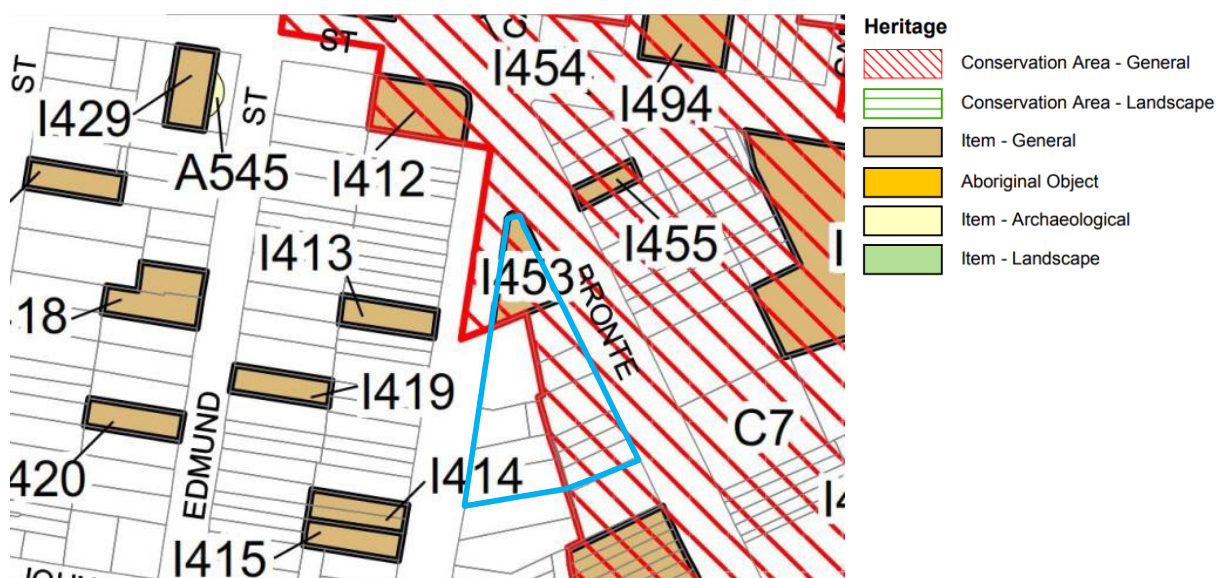 ST
I454
I494
ST
I429
ST
A545
I412
I455
I413
I453
BRONTE
18
I419
C7
EDMUND
420
I414
I415
Heritage
Conservation Area - General
Conservation Area - Landscape
Item - General
Aboriginal Object
Item - Archaeological
Item - Landscape